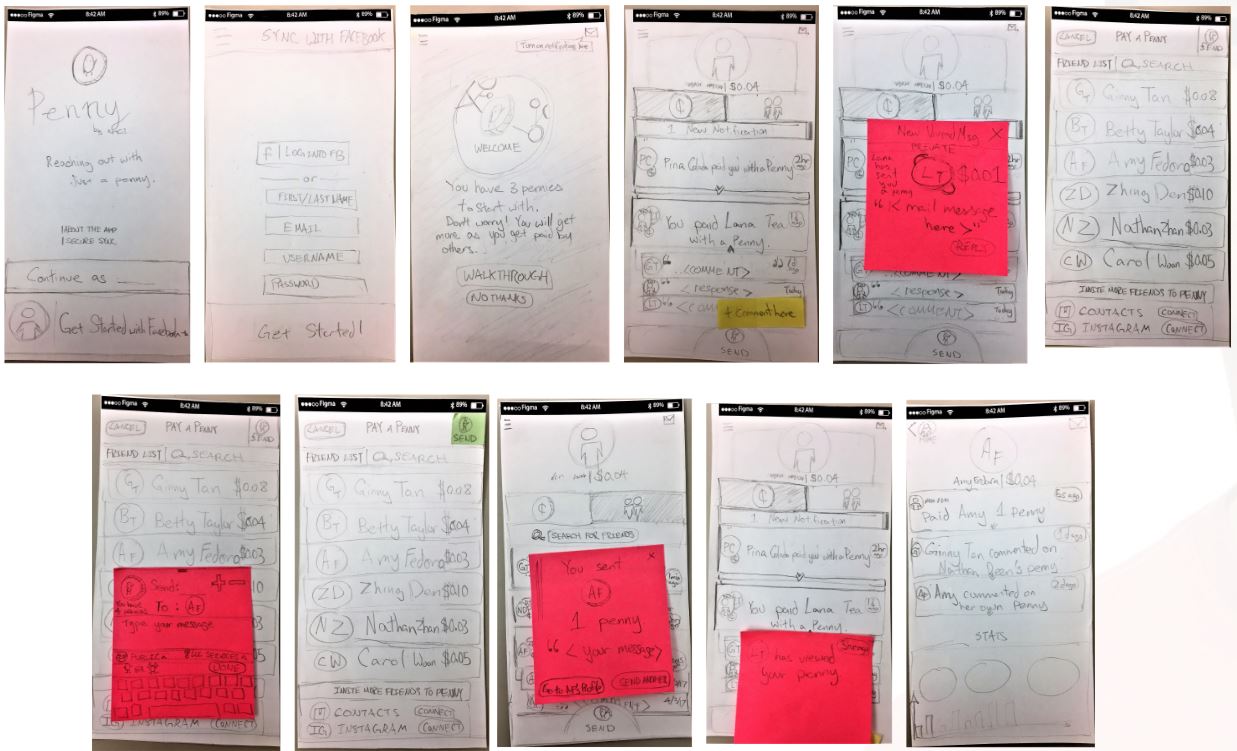 Figma 8:42 AM 89%
Penny
Reaching out with
just a penny.
Continue as
Get Started with Facebook
Figma 8:42 AM 89%
SYNC WITH FACEBOOK
f | LOG INTO FB
or
FIRST/LAST NAME
EMAIL
USERNAME
PASSWORD
Get Started!
Figma 8:42 AM 89%
Turn on notifications here
WELCOME
You have 3 pennies
to start with.
Don't worry! You will get
more as you get paid by
others.
WALKTHROUGH
NO THANKS
Figma 8:42 AM 89%
$0.04
1 New Notification
PC
Pina Colada paid you with a Penny
2hr
You paid Lana Tea
with a Penny.
GT
<COMMENT>
<response>
Today
LT
+ Comment here
SEND
Figma 8:42 AM 89%
$0.04
New Unread Msg X
PRIVATE
Lana
has
sent
you
a penny
LT $0.01
"< mail message
here >"
REPLY
<COMMENT>
<response>
Today
LT <COMMENT>
Today
SEND
Figma 8:42 AM 89%
CANCEL PAY A PENNY SEND
FRIEND LIST | SEARCH
GT Ginny Tan $0.08
BT Betty Taylor $0.04
AF Amy Fedora $0.03
ZD Zhing Den $0.10
NZ Nathan Zhan $0.03
CW Carol Woon $0.05
INVITE MORE FRIENDS TO PENNY
CONTACTS CONNECT
IG INSTAGRAM CONNECT
Figma 8:42 AM 89%
CANCEL PAY A PENNY SEND
FRIEND LIST | SEARCH
GT Ginny Tan $0.08
BT Betty Taylor $0.04
AF Amy Fedora $0.03
Send: + -
To: AF
Type your message
DONE
INSTAGRAM CONNECT
Figma 8:42 AM 89%
CANCEL PAY A PENNY SEND
FRIEND LIST | SEARCH
GT Ginny Tan $0.08
BT Betty Taylor $0.04
AF Amy Fedora $0.03
ZD Zhing Den $0.10
NZ Nathan Zhan $0.03
CW Carol Woon $0.05
INVITE MORE FRIENDS TO PENNY
CONTACTS CONNECT
IG INSTAGRAM CONNECT
Figma 8:42 AM 89%
$0.04
SEARCH FOR FRIENDS
You sent
AF
1 penny
"< your message>
Go to AF's Profile
SEND ANOTHER
SEND
Figma 8:42 AM 89%
$0.04
1 New Notification
PC
Pina Colada paid you with a Penny
2hr
You paid Lana Tea
with a Penny.
LT has viewed
your penny
Figma 8:42 AM 89%
AF
Amy Fedora | $0.04
Paid Amy 1 penny
Ginny Tan commented on
Nathan Been's penny
Amy commented on
her own Penny
2 days
STATS